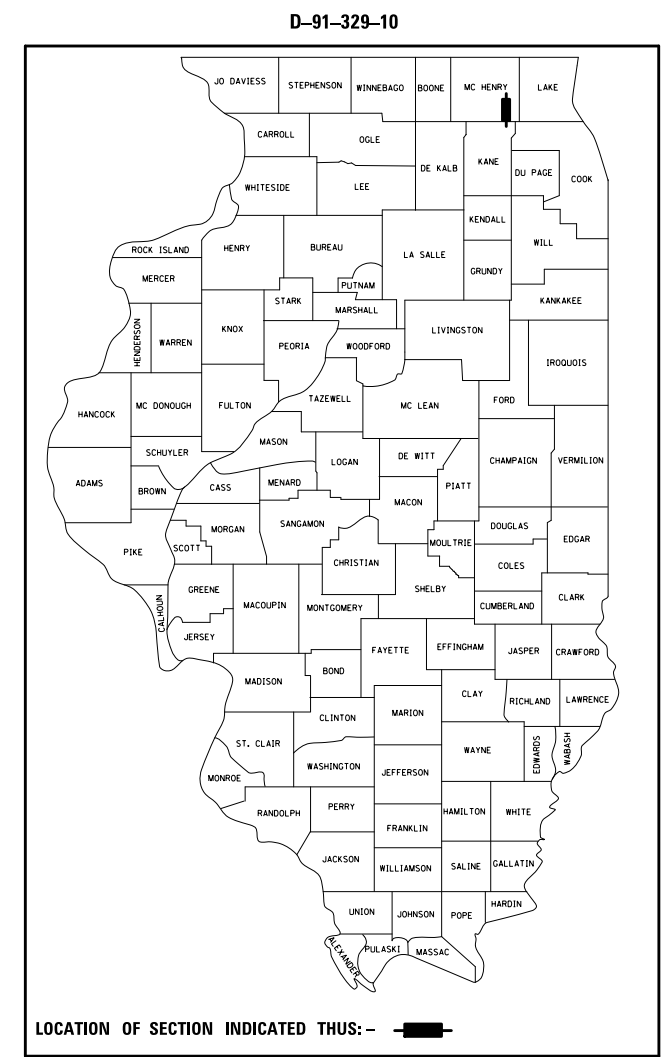 D–91–329–10
JO DAVIESS
STEPHENSON
WINNEBAGO
BOONE
MC HENRY
LAKE
CARROLL
OGLE
DE KALB
KANE
DU PAGE
COOK
WHITESIDE
LEE
KENDALL
WILL
ROCK ISLAND
HENRY
BUREAU
LA SALLE
GRUNDY
MERCER
PUTNAM
STARK
MARSHALL
KANKAKEE
HENDERSON
WARREN
KNOX
PEORIA
WOODFORD
LIVINGSTON
IROQUOIS
HANCOCK
MC DONOUGH
FULTON
TAZEWELL
MC LEAN
FORD
MASON
SCHUYLER
LOGAN
DE WITT
CHAMPAIGN
VERMILION
ADAMS
BROWN
CASS
MENARD
PIATT
MACON
MORGAN
SANGAMON
DOUGLAS
EDGAR
PIKE
SCOTT
CHRISTIAN
MOULTRIE
COLES
GREENE
SHELBY
CLARK
CALHOUN
MACOUPIN
MONTGOMERY
CUMBERLAND
JERSEY
FAYETTE
EFFINGHAM
JASPER
CRAWFORD
BOND
MADISON
CLAY
RICHLAND
LAWRENCE
CLINTON
MARION
ST. CLAIR
WAYNE
EDWARDS
WABASH
WASHINGTON
JEFFERSON
MONROE
RANDOLPH
PERRY
HAMILTON
WHITE
FRANKLIN
JACKSON
WILLIAMSON
SALINE
GALLATIN
UNION
JOHNSON
POPE
HARDIN
ALEXANDER
PULASKI
MASSAC
LOCATION OF SECTION INDICATED THUS: –